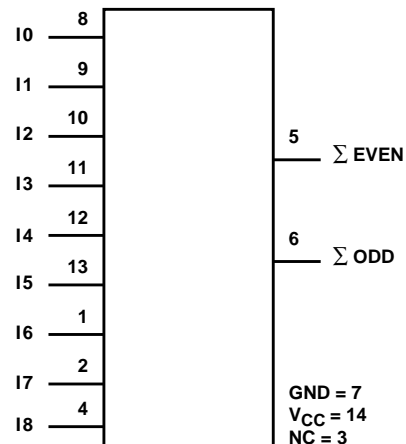 I0 8
I1 9
I2 10
I3 11
I4 12
I5 13
I6 1
I7 2
I8 4
5 Σ EVEN
6 Σ ODD
GND = 7
VCC = 14
NC = 3